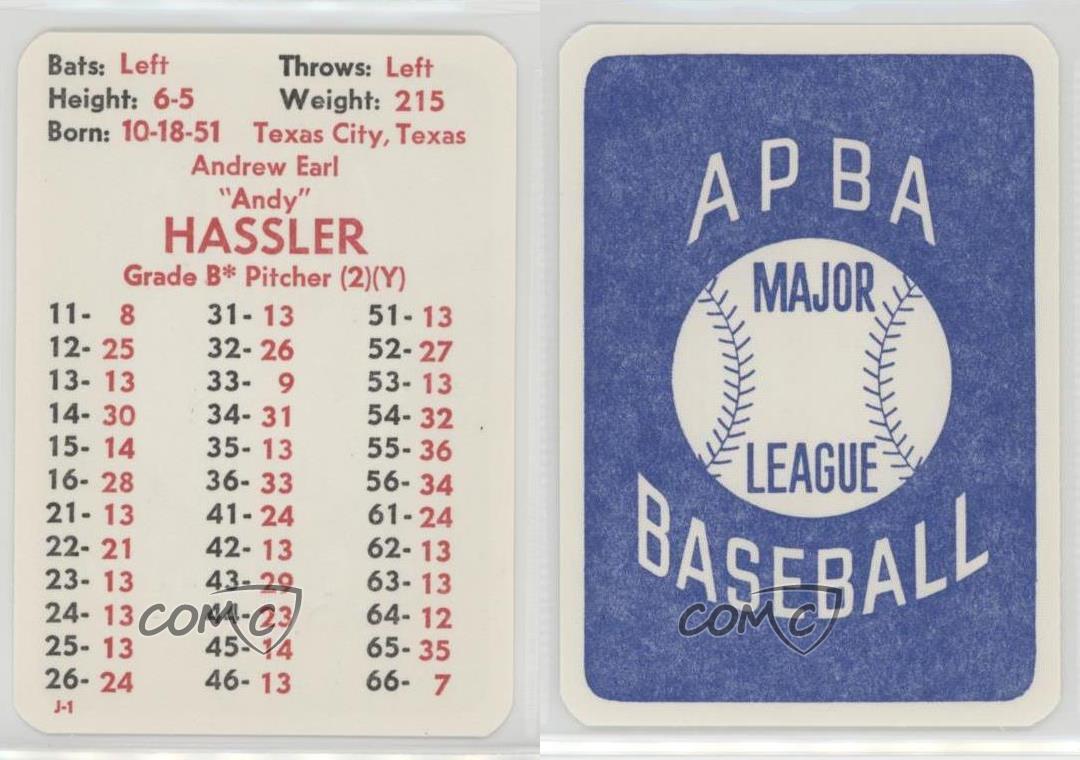 Bats: Left Throws: Left
Height: 6-5 Weight: 215
Born: 10-18-51 Texas City, Texas
Andrew Earl
"Andy"
HASSLER
Grade B* Pitcher (2)(Y)
11- 8 31- 13 51- 13
12- 25 32- 26 52- 27
13- 13 33- 9 53- 13
14- 30 34- 31 54- 32
15- 14 35- 13 55- 36
16- 28 36- 33 56- 34
21- 13 41- 24 61- 24
22- 21 42- 13 62- 13
23- 13 43- 29 63- 13
24- 13 44- 23 64- 12
25- 13 45- 14 65- 35
26- 24 46- 13 66- 7
J-1
COMC
APBA
MAJOR
LEAGUE
BASEBALL
COMC